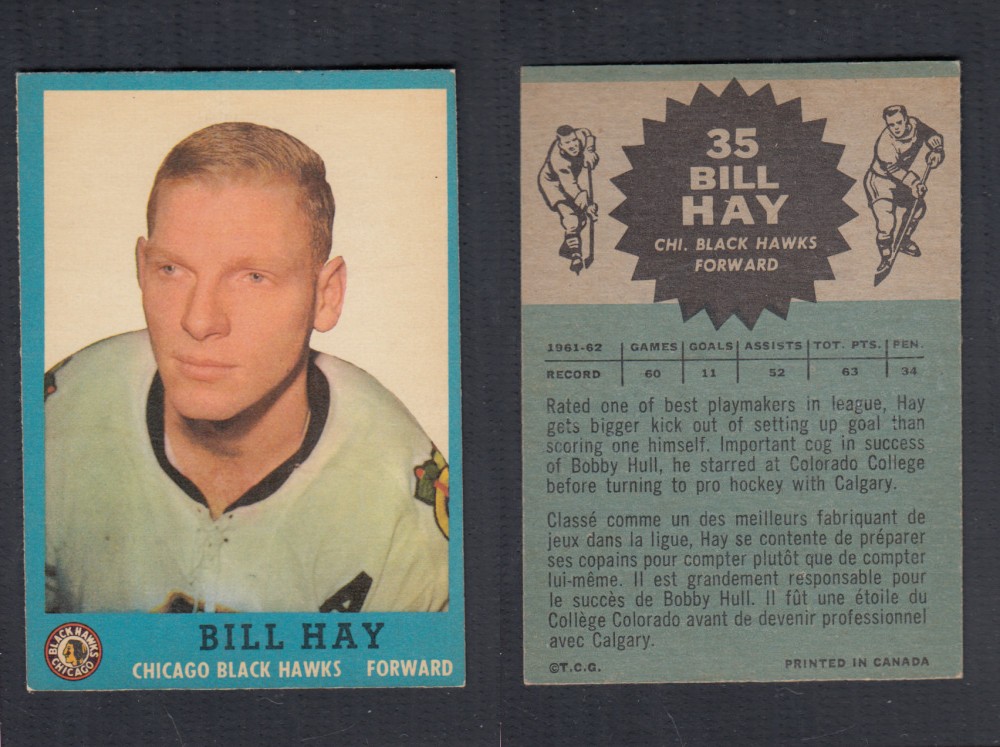 A
BLACK HAWKS
CHICAGO
BILL HAY
CHICAGO BLACK HAWKS FORWARD
35
BILL
HAY
CHI. BLACK HAWKS
FORWARD
1961-62 GAMES GOALS ASSISTS TOT. PTS. PEN.
RECORD 60 11 52 63 34
Rated one of best playmakers in league, Hay
gets bigger kick out of setting up goal than
scoring one himself. Important cog in success
of Bobby Hull, he starred at Colorado College
before turning to pro hockey with Calgary.
Classé comme un des meilleurs fabriquant de
jeux dans la ligue, Hay se contente de préparer
ses copains pour compter plutôt que de compter
lui-même. Il est grandement responsable pour
le succès de Bobby Hull. Il fût une étoile du
Collège Colorado avant de devenir professionnel
avec Calgary.
©T.C.G. PRINTED IN CANADA